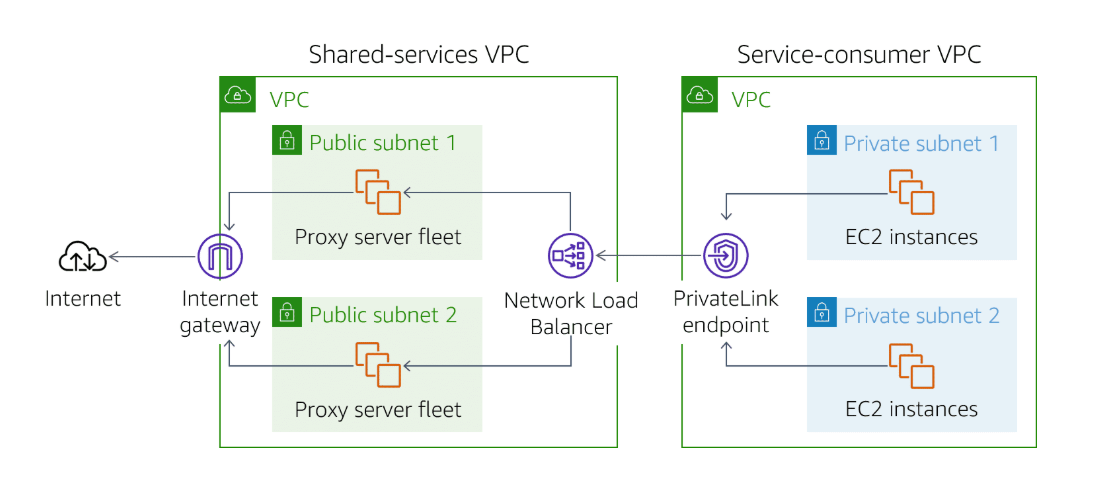 Shared-services VPC
Service-consumer VPC
VPC
VPC
Public subnet 1
Private subnet 1
Proxy server fleet
EC2 instances
Internet
Internet
gateway
Network Load
Balancer
PrivateLink
endpoint
Public subnet 2
Private subnet 2
Proxy server fleet
EC2 instances